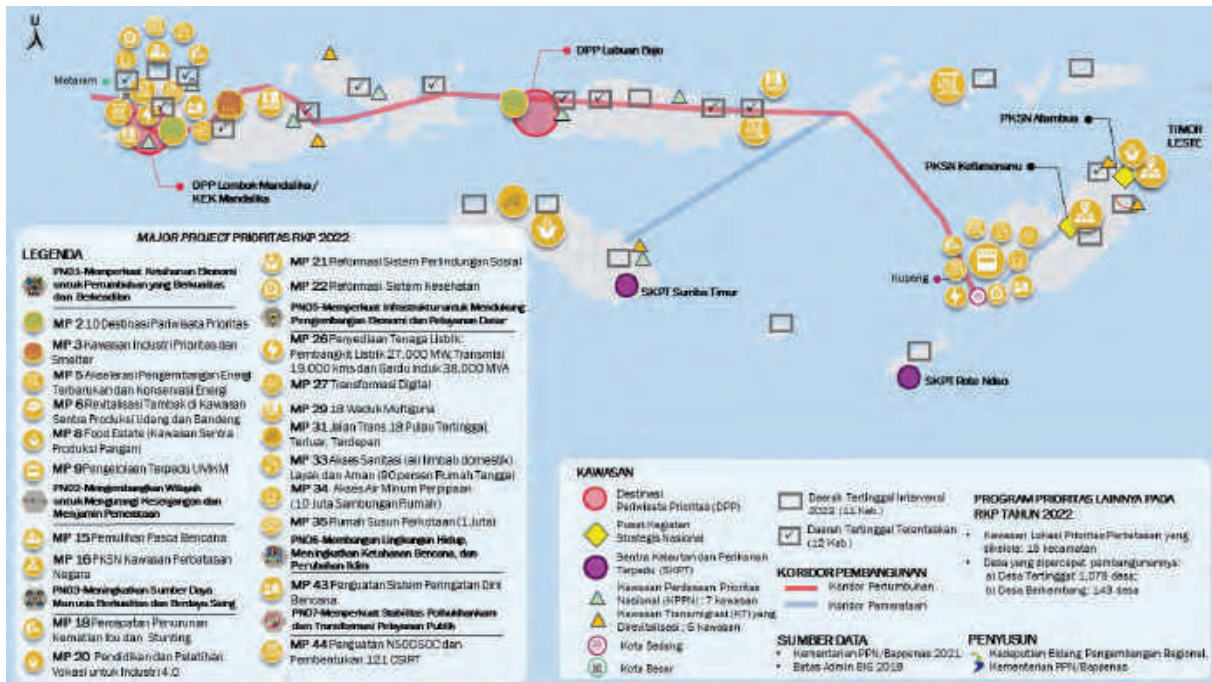 U
Mataram
DPP Labuan Bajo
DPP Lombok Mandalika/
KEK Mandalika
PKSN Atambua
TIMOR
LESTE
PKSN Kefamenanu
Kupang
SKPT Sumba Timur
SKPT Rote Ndao
MAJOR PROJECT PRIORITAS RKP 2022
LEGENDA
PN01-Memperkuat Ketahanan Ekonomi
untuk Pertumbuhan yang Berkualitas
dan Berkeadilan
MP 2 10 Destinasi Pariwisata Prioritas
MP 3 Kawasan Industri Prioritas dan
Smelter
MP 5 Akselerasi Pengembangan Energi
Terbarukan dan Konservasi Energi
MP 6 Revitalisasi Tambak di Kawasan
Sentra Produksi Udang dan Bandeng
MP 8 Food Estate (Kawasan Sentra
Produksi Pangan)
MP 9 Pengelolaan Terpadu UMKM
PN02-Mengembangkan Wilayah
untuk Mengurangi Kesenjangan dan
Menjamin Pemerataan
MP 15 Pemulihan Pasca Bencana
MP 16 PKSN Kawasan Perbatasan
Negara
PN03-Meningkatkan Sumber Daya
Manusia Berkualitas dan Berdaya Saing
MP 18 Percepatan Penurunan
Kematian Ibu dan Stunting
MP 20 Pendidikan dan Pelatihan
Vokasi untuk Industri 4.0
MP 21 Reformasi Sistem Perlindungan Sosial
MP 22 Reformasi Sistem Kesehatan
PN05-Memperkuat Infrastruktur untuk Mendukung
Pengembangan Ekonomi dan Pelayanan Dasar
MP 26 Penyediaan Tenaga Listrik:
Pembangkit Listrik 27.000 MW, Transmisi
19.000 kms dan Gardu Induk 38.000 MVA
MP 27 Transformasi Digital
MP 29 18 Waduk Multiguna
MP 31 Jalan Trans 18 Pulau Tertinggal,
Terluar, Terdepan
MP 33 Akses Sanitasi (air limbah domestik)
Layak dan Aman (90 persen Rumah Tangga)
MP 34 Akses Air Minum Perpipaan
(10 Juta Sambungan Rumah)
MP 35 Rumah Susun Perkotaan (1 Juta)
PN06-Membangun Lingkungan Hidup,
Meningkatkan Ketahanan Bencana, dan
Perubahan Iklim
MP 43 Penguatan Sistem Peringatan Dini
Bencana
PN07-Memperkuat Stabilitas Polhukhankam
dan Transformasi Pelayanan Publik
MP 44 Penguatan NSOC-SOC dan
Pembentukan 121 CSIRT
KAWASAN
Destinasi
Pariwisata Prioritas (DPP)
Pusat Kegiatan
Strategis Nasional
Sentra Kelautan dan Perikanan
Terpadu (SKPT)
Kawasan Perdesaan Prioritas
Nasional (KPPN) : 7 kawasan
Kawasan Transmigrasi (KT) yang
Direvitalisasi : 5 kawasan
Kota Sedang
Kota Besar
Daerah Tertinggal Intervensi
2022 (11 Kab.)
Daerah Tertinggal Terentaskan
(12 Kab.)
KORIDOR PEMBANGUNAN
Koridor Pertumbuhan
Koridor Pemerataan
SUMBER DATA
• Kementerian PPN/Bappenas 2021
• Batas Admin BIG 2019
PROGRAM PRIORITAS LAINNYA PADA
RKP TAHUN 2022
• Kawasan Lokasi Prioritas Perbatasan yang
dikelola: 18 kecamatan
• Desa yang dipercepat pembangunannya:
a) Desa Tertinggal: 1.076 desa;
b) Desa Berkembang: 143 desa
PENYUSUN
Kedeputian Bidang Pengembangan Regional,
Kementerian PPN/Bappenas